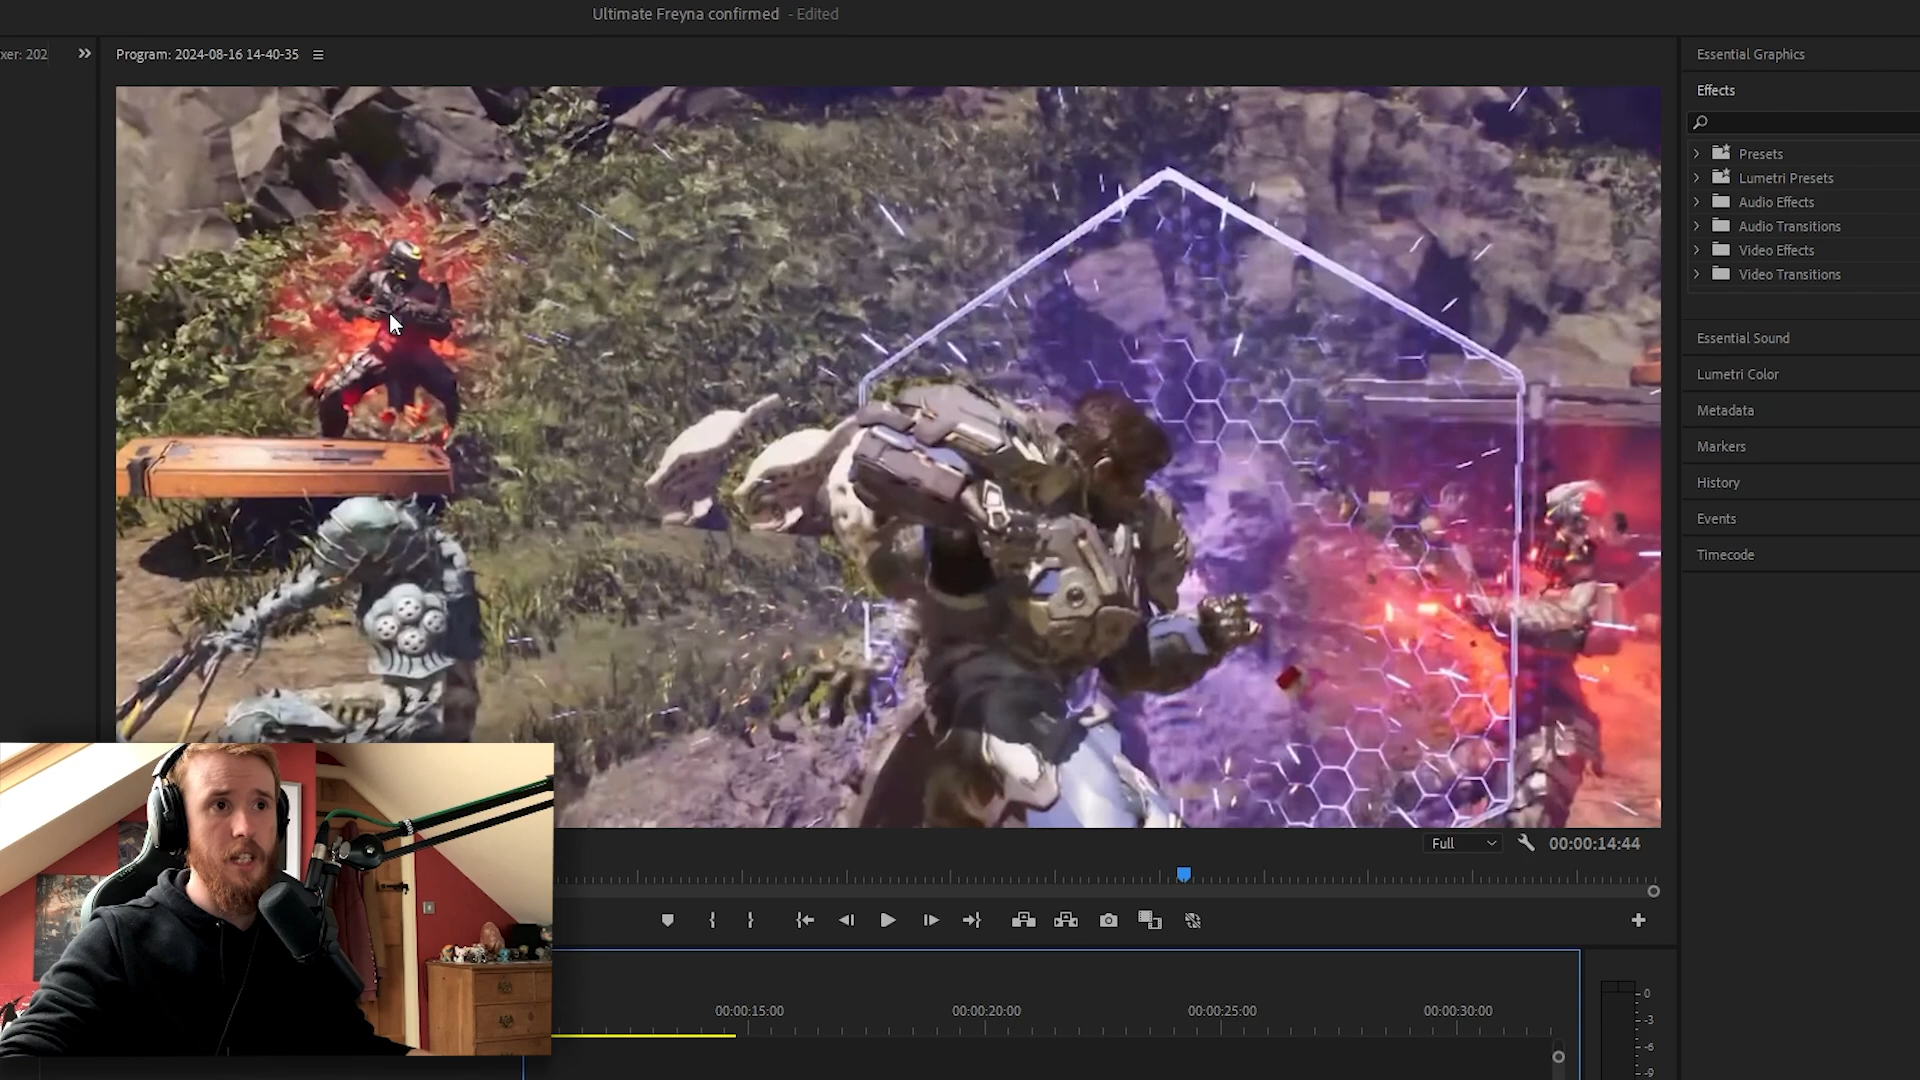 Ultimate Freyna confirmed - Edited
xer: 202
Program: 2024-08-16 14-40-35
Essential Graphics
Effects
Presets
Lumetri Presets
Audio Effects
Audio Transitions
Video Effects
Video Transitions
Essential Sound
Lumetri Color
Metadata
Markers
History
Events
Timecode
Full
00:00:14:44
00:00:15:00
00:00:20:00
00:00:25:00
00:00:30:00
0
-3
-6
-9